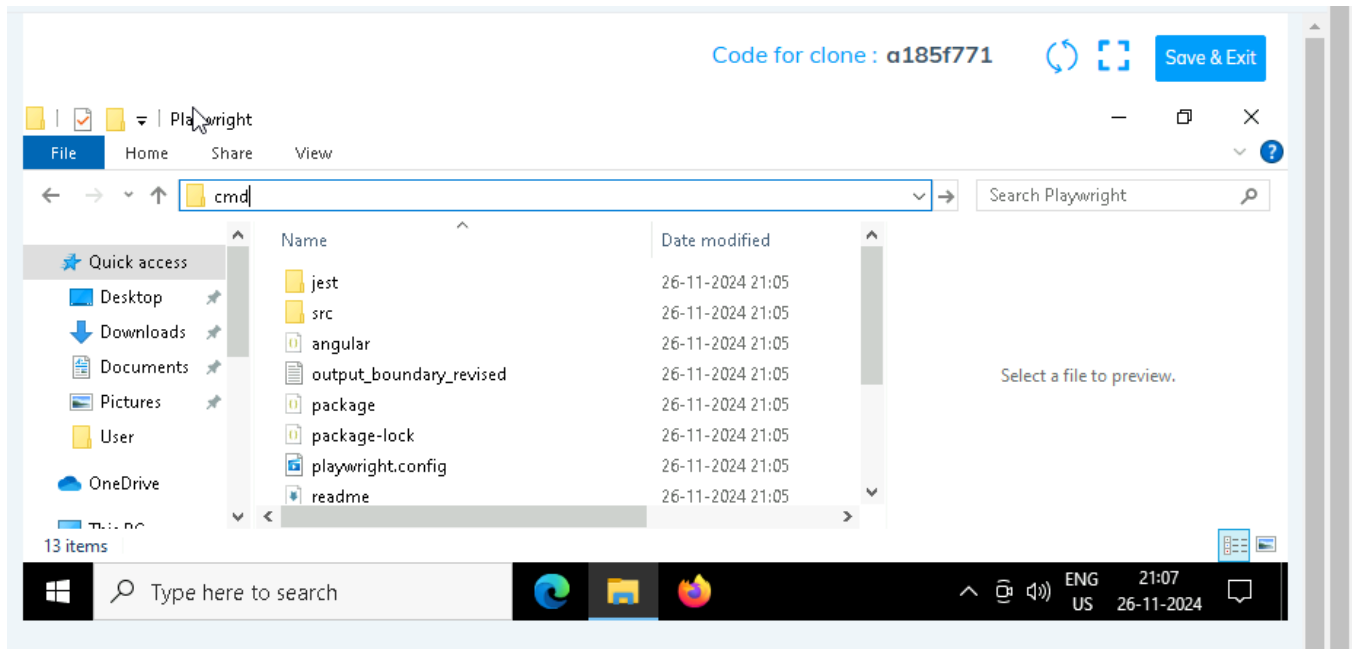 Code for clone : a185f771
Save & Exit
Playwright
File Home Share View
cmd
Search Playwright
Name Date modified
Quick access
Desktop
Downloads
Documents
Pictures
User
OneDrive
This PC
jest 26-11-2024 21:05
src 26-11-2024 21:05
angular 26-11-2024 21:05
output_boundary_revised 26-11-2024 21:05
package 26-11-2024 21:05
package-lock 26-11-2024 21:05
playwright.config 26-11-2024 21:05
readme 26-11-2024 21:05
Select a file to preview.
13 items
Type here to search
ENG
US
21:07
26-11-2024